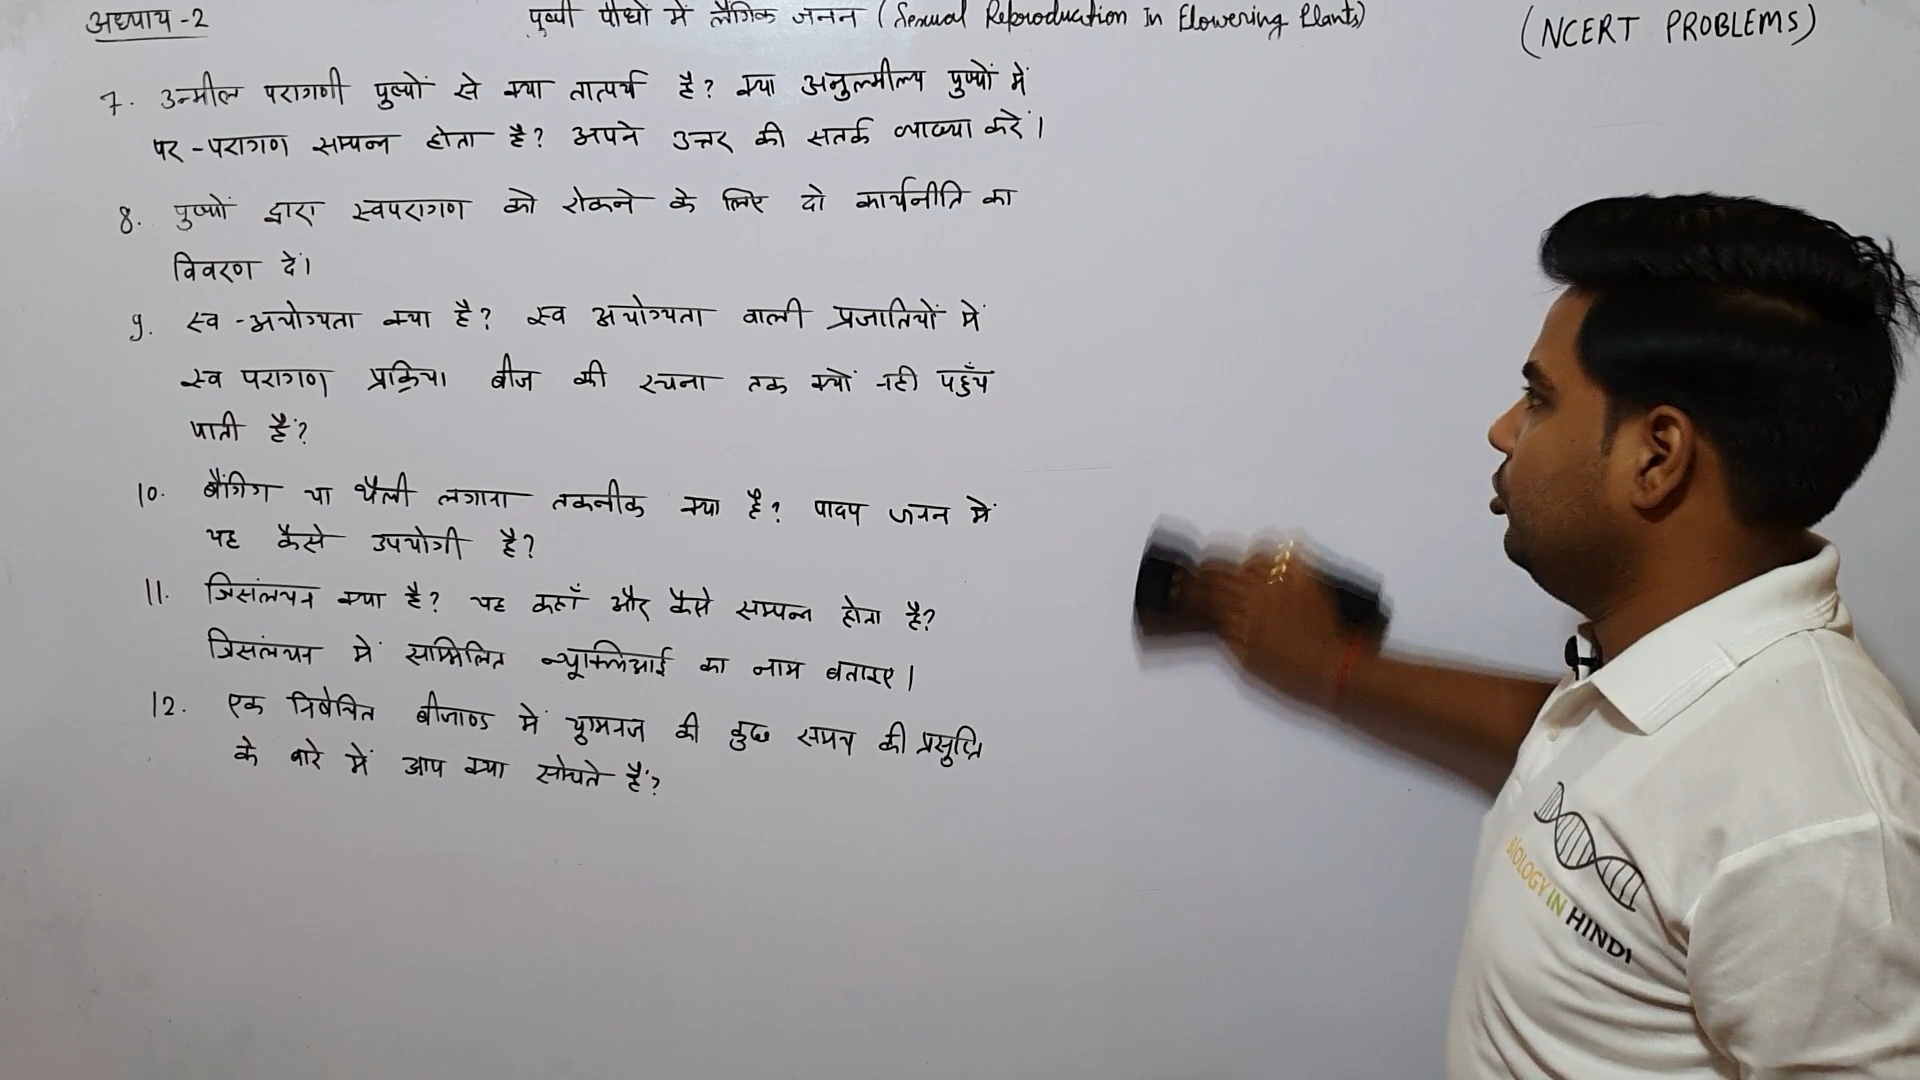 अध्याय -2
पुष्पी पौधों में लैंगिक जनन (Sexual Reproduction In Flowering Plants)
(NCERT PROBLEMS)
7. उन्मील परागणी पुष्पों से क्या तात्पर्य है? क्या अनुन्मील्य पुष्पों में
पर-परागण सम्पन्न होता है? अपने उत्तर की सतर्क व्याख्या करें।
8. पुष्पों द्वारा स्वपरागण को रोकने के लिए दो कार्यनीति का
विवरण दें।
9. स्व-अयोग्यता क्या है? स्व अयोग्यता वाली प्रजातियों में
स्व परागण प्रक्रिया बीज की रचना तक क्यों नही पहुँच
पाती हैं?
10. बैंगिग या थैली लगाना तकनीक क्या है? पादप जनन में
यह कैसे उपयोगी है?
11. त्रिसंलयन क्या है? यह कहाँ और कैसे सम्पन्न होता है?
त्रिसंलयन में सम्मिलित न्यूक्लिआई का नाम बताइए।
12. एक निषेचित बीजाण्ड में युग्मनज की कुछ समय की प्रसुप्ति
के बारे में आप क्या सोचते हैं?
BIOLOGY IN HINDI